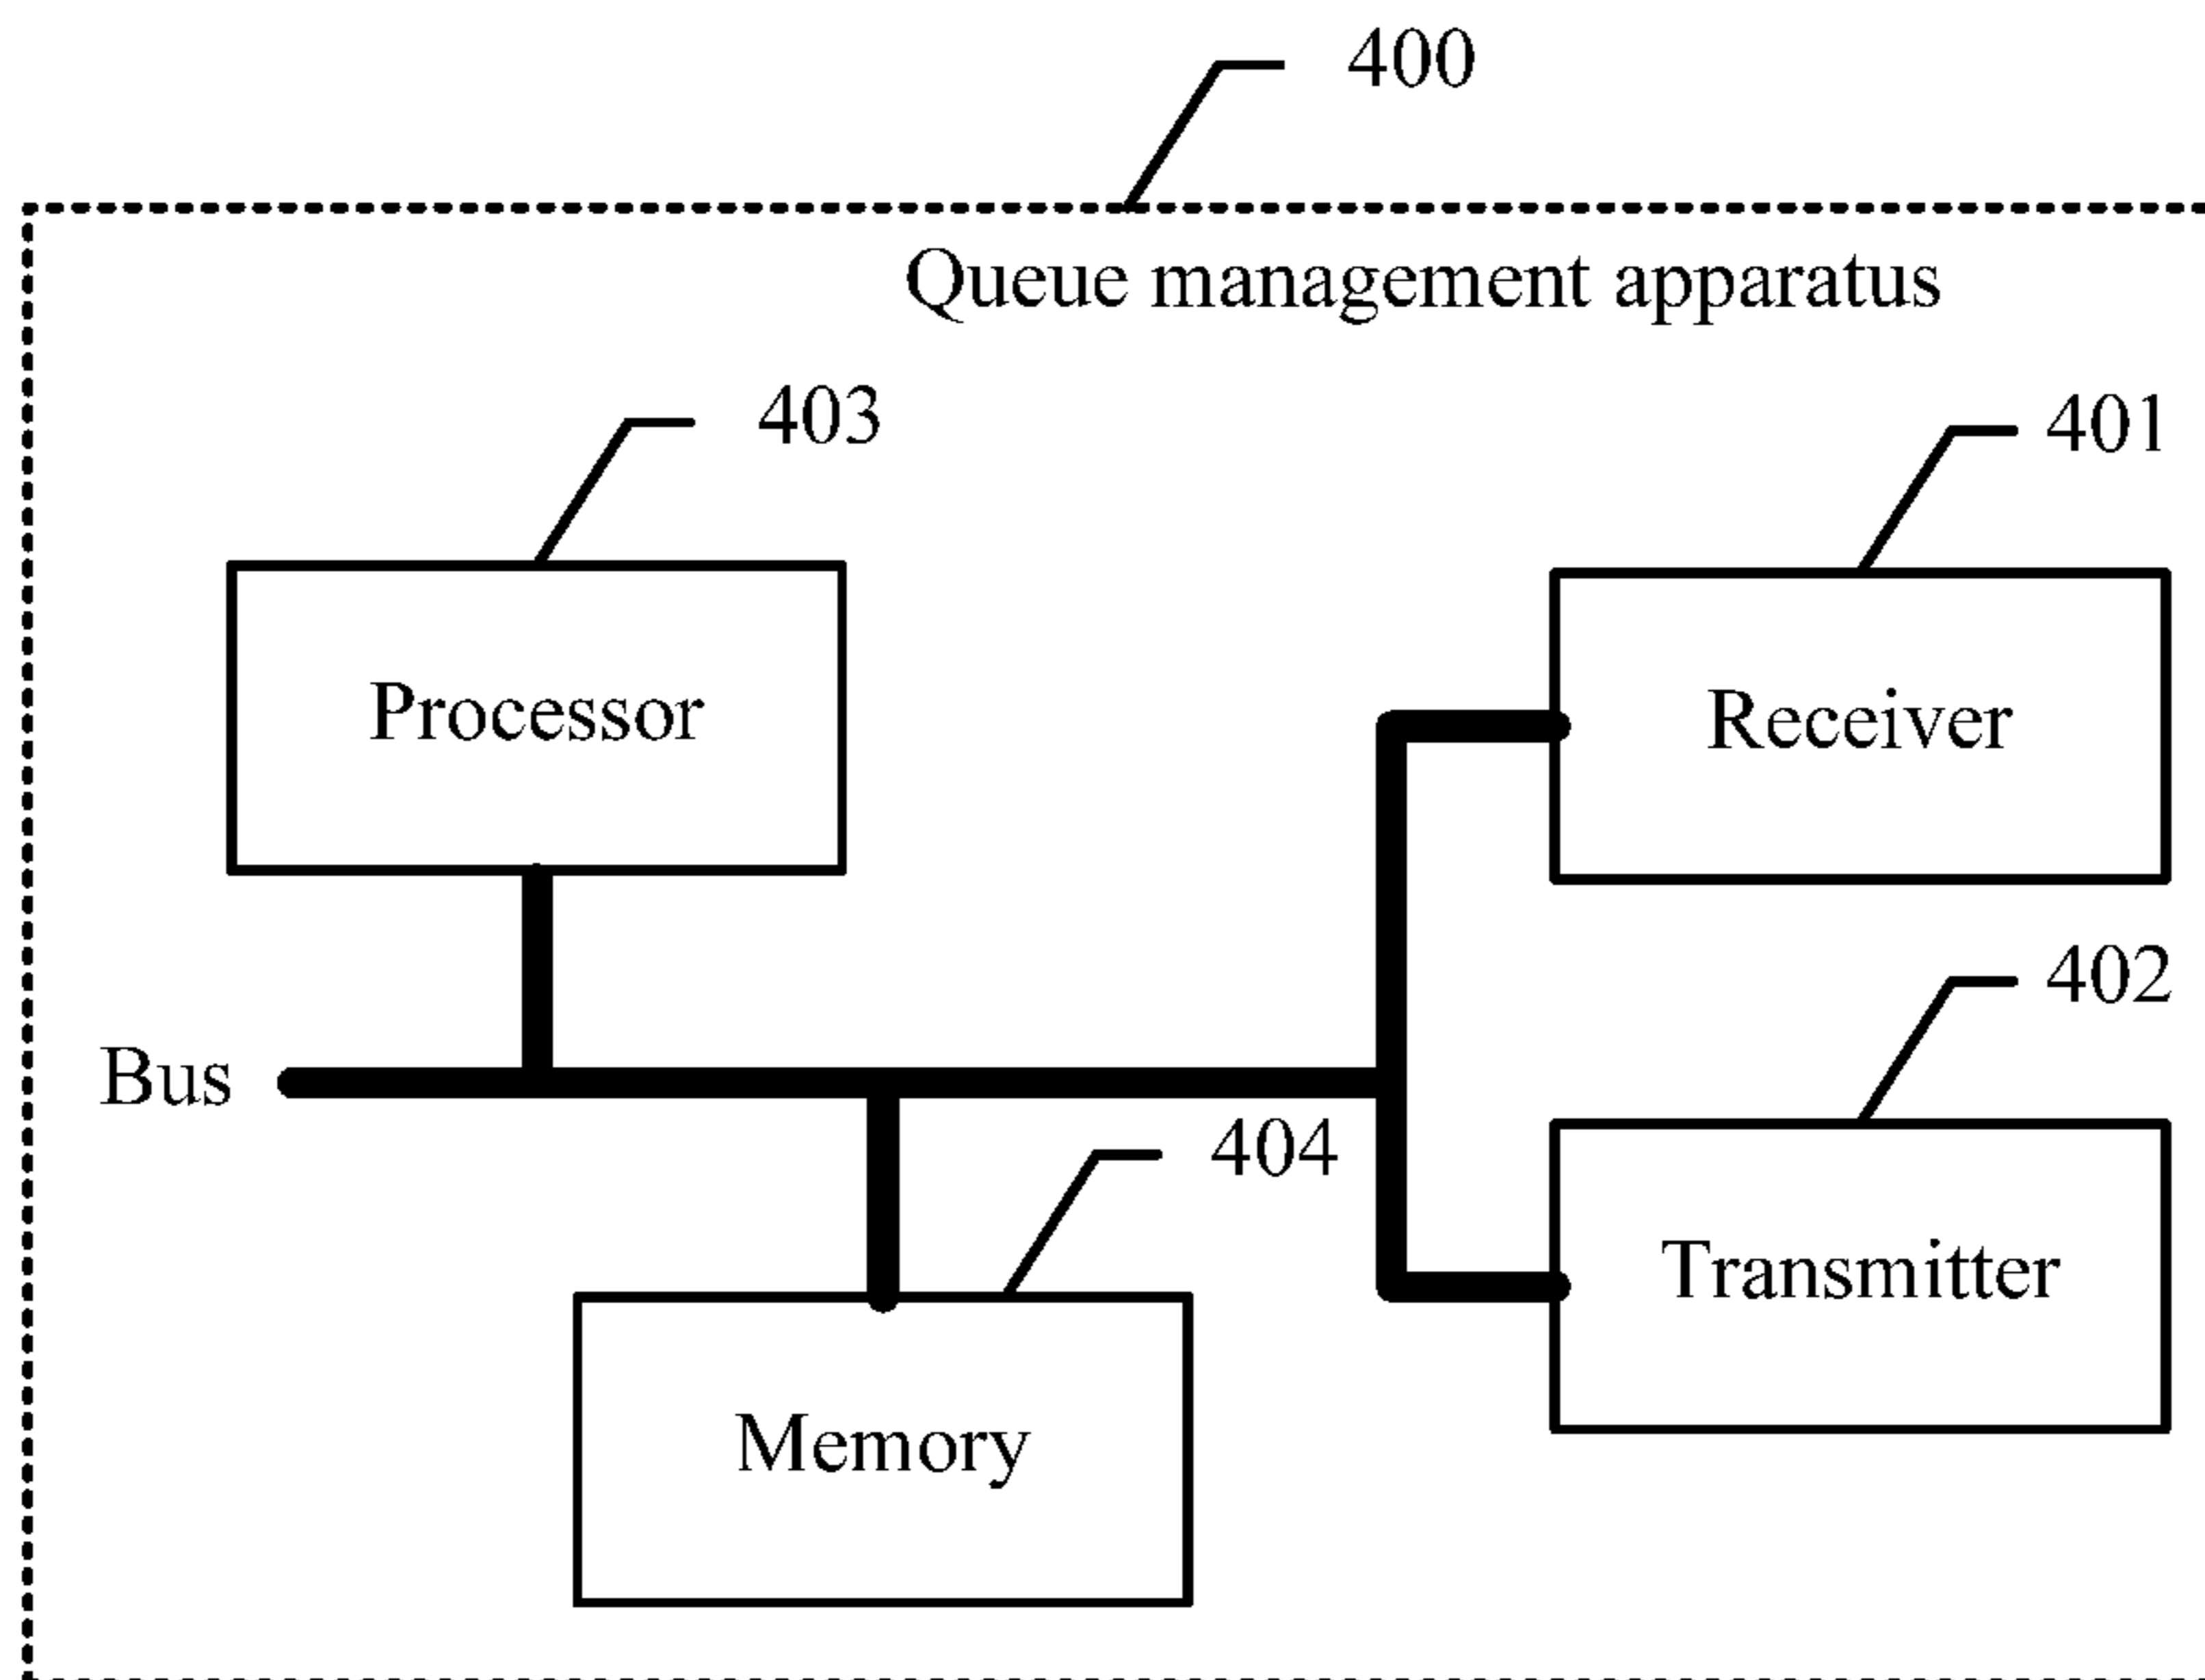 400
Queue management apparatus
403
401
Processor
Receiver
402
Bus
404
Transmitter
Memory